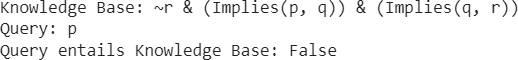 Knowledge Base: ~r & (Implies(p, q)) & (Implies(q, r))
Query: p
Query entails Knowledge Base: False